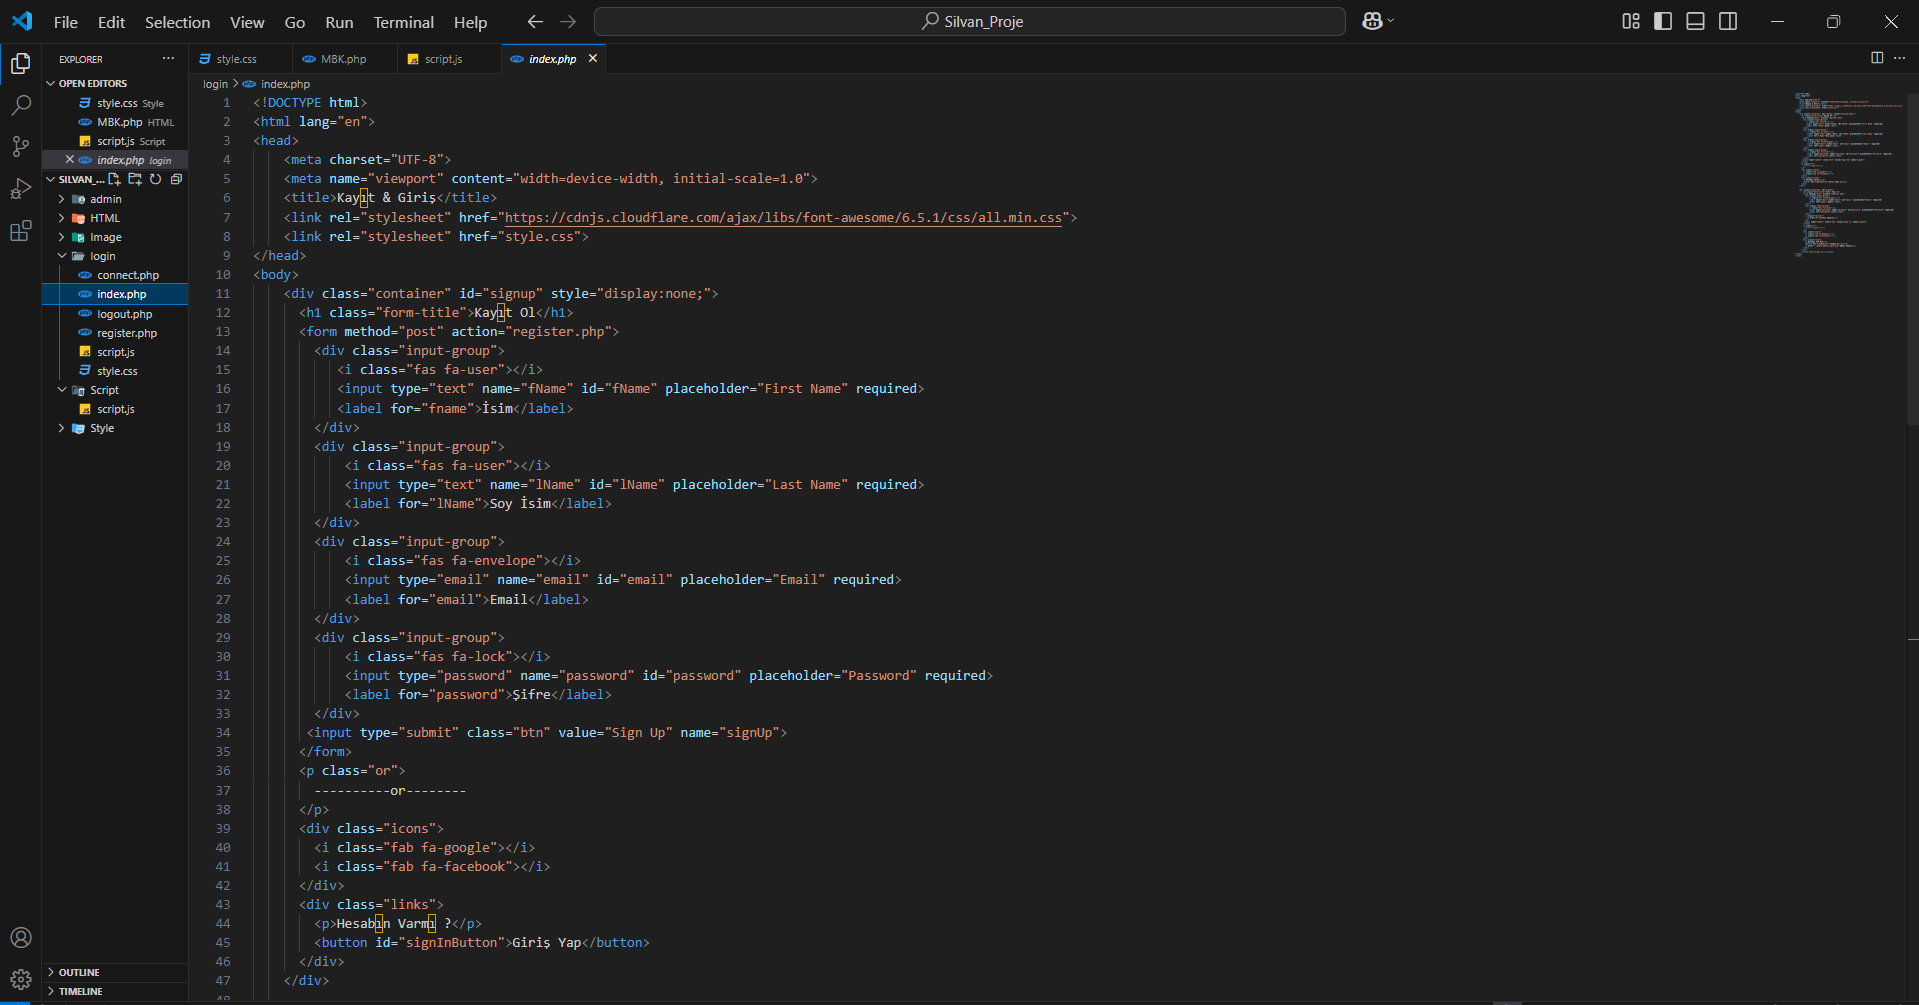 File Edit Selection View Go Run Terminal Help
Silvan_Proje
EXPLORER
OPEN EDITORS
style.css Style
MBK.php HTML
script.js Script
index.php login
SILVAN_...
admin
HTML
Image
login
connect.php
index.php
logout.php
register.php
script.js
style.css
Script
script.js
Style
OUTLINE
TIMELINE
style.css
MBK.php
script.js
index.php
login > index.php
1 <!DOCTYPE html>
2 <html lang="en">
3 <head>
4 <meta charset="UTF-8">
5 <meta name="viewport" content="width=device-width, initial-scale=1.0">
6 <title>Kayıt & Giriş</title>
7 <link rel="stylesheet" href="https://cdnjs.cloudflare.com/ajax/libs/font-awesome/6.5.1/css/all.min.css">
8 <link rel="stylesheet" href="style.css">
9 </head>
10 <body>
11 <div class="container" id="signup" style="display:none;">
12 <h1 class="form-title">Kayıt Ol</h1>
13 <form method="post" action="register.php">
14 <div class="input-group">
15 <i class="fas fa-user"></i>
16 <input type="text" name="fName" id="fName" placeholder="First Name" required>
17 <label for="fname">İsim</label>
18 </div>
19 <div class="input-group">
20 <i class="fas fa-user"></i>
21 <input type="text" name="lName" id="lName" placeholder="Last Name" required>
22 <label for="lName">Soy İsim</label>
23 </div>
24 <div class="input-group">
25 <i class="fas fa-envelope"></i>
26 <input type="email" name="email" id="email" placeholder="Email" required>
27 <label for="email">Email</label>
28 </div>
29 <div class="input-group">
30 <i class="fas fa-lock"></i>
31 <input type="password" name="password" id="password" placeholder="Password" required>
32 <label for="password">Şifre</label>
33 </div>
34 <input type="submit" class="btn" value="Sign Up" name="signUp">
35 </form>
36 <p class="or">
37 ----------or--------
38 </p>
39 <div class="icons">
40 <i class="fab fa-google"></i>
41 <i class="fab fa-facebook"></i>
42 </div>
43 <div class="links">
44 <p>Hesabın Varmı ?</p>
45 <button id="signInButton">Giriş Yap</button>
46 </div>
47 </div>